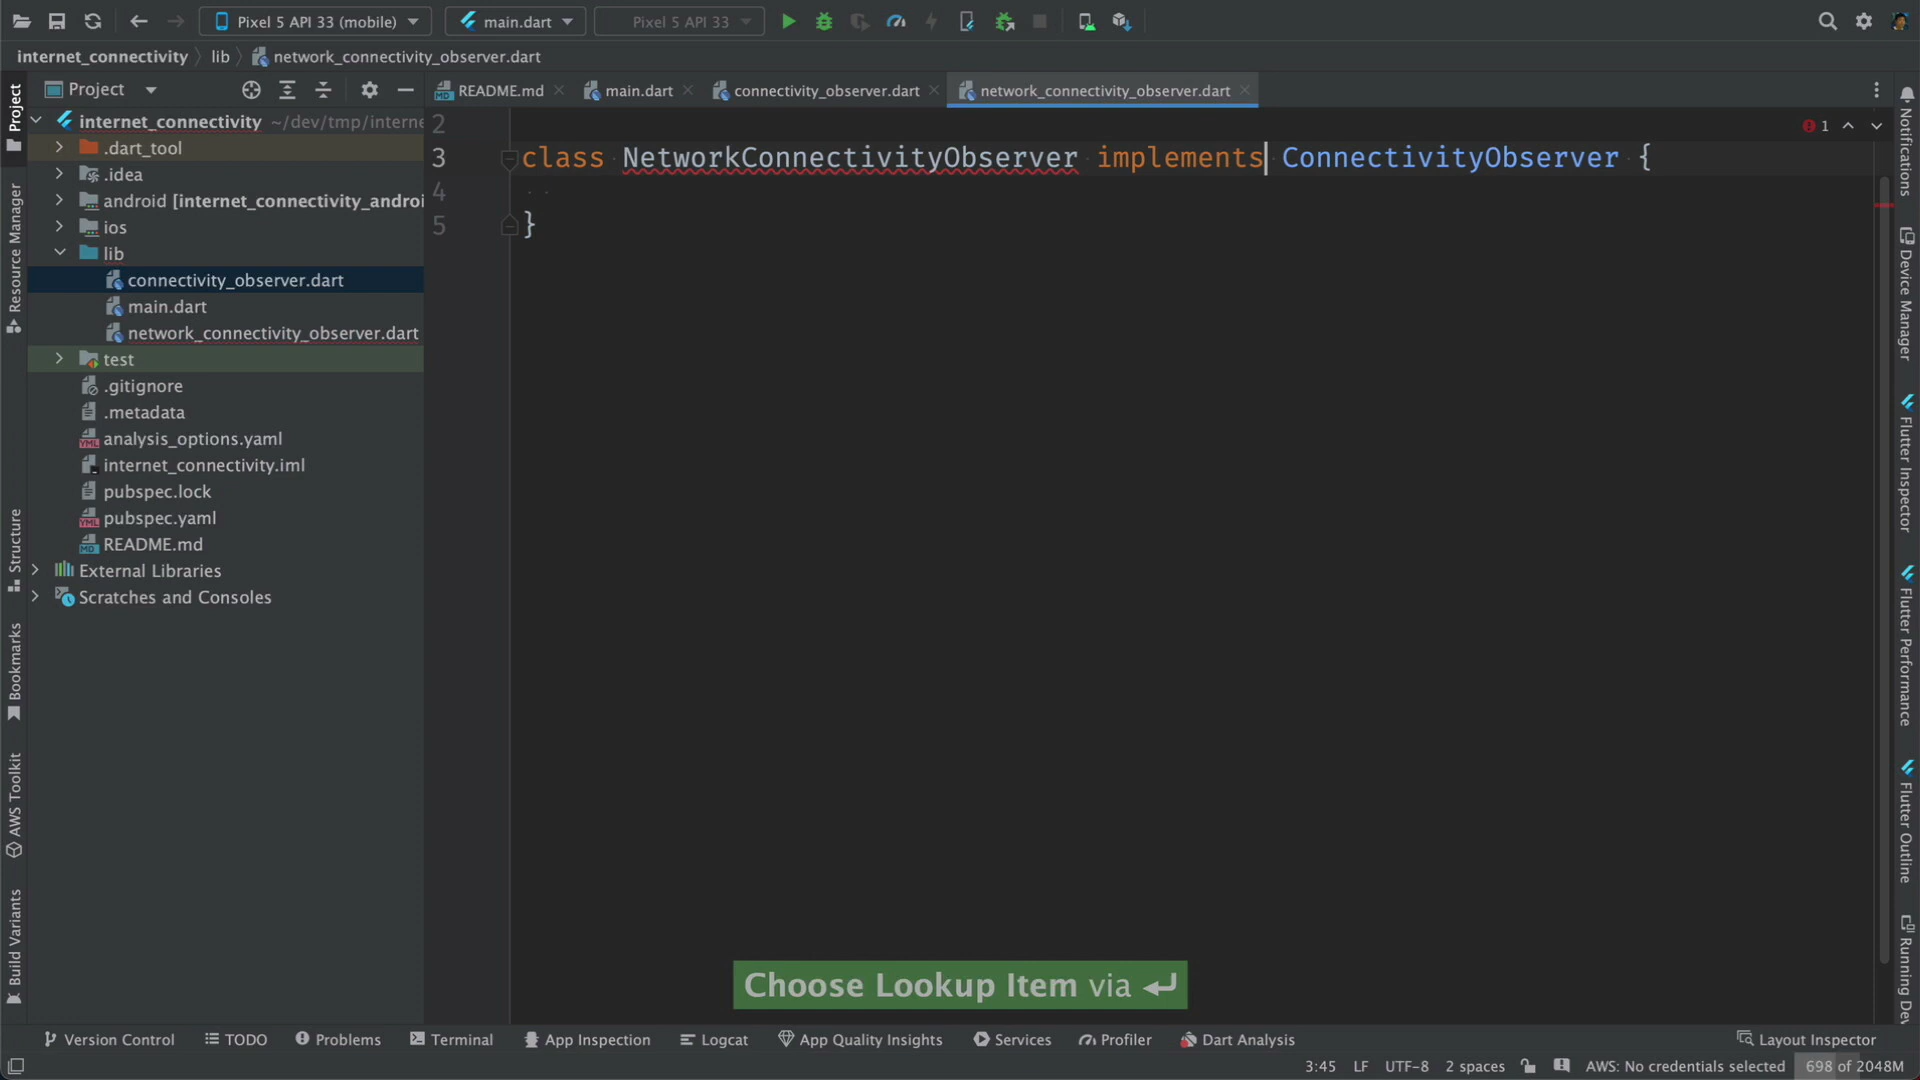 Pixel 5 API 33 (mobile)
main.dart
Pixel 5 API 33
internet_connectivity
lib
network_connectivity_observer.dart
Project
README.md
main.dart
connectivity_observer.dart
network_connectivity_observer.dart
internet_connectivity ~/dev/tmp/interne
.dart_tool
.idea
android [internet_connectivity_androi
ios
lib
connectivity_observer.dart
main.dart
network_connectivity_observer.dart
test
.gitignore
.metadata
analysis_options.yaml
internet_connectivity.iml
pubspec.lock
pubspec.yaml
README.md
External Libraries
Scratches and Consoles
2
3 class NetworkConnectivityObserver implements ConnectivityObserver {
4
5 }
1
Project
Resource Manager
Structure
Bookmarks
AWS Toolkit
Build Variants
Notifications
Device Manager
Flutter Inspector
Flutter Performance
Flutter Outline
Running Dev
Choose Lookup Item via
Version Control
TODO
Problems
Terminal
App Inspection
Logcat
App Quality Insights
Services
Profiler
Dart Analysis
Layout Inspector
3:45
LF
UTF-8
2 spaces
AWS: No credentials selected
698 of 2048M